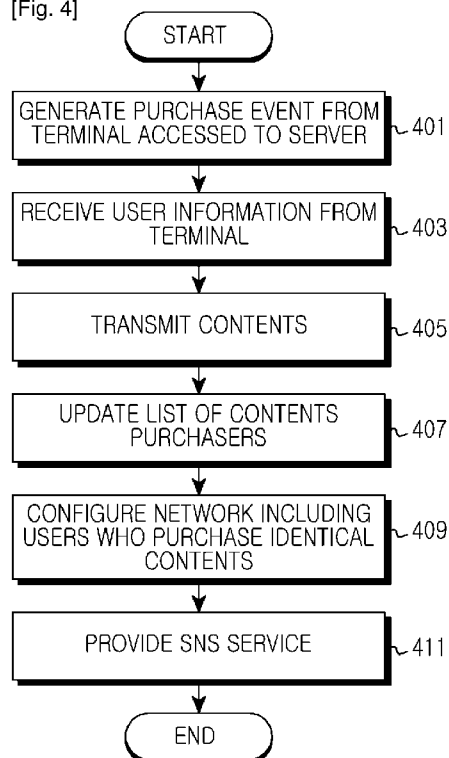 [Fig. 4]
START
GENERATE PURCHASE EVENT FROM
TERMINAL ACCESSED TO SERVER
401
RECEIVE USER INFORMATION FROM
TERMINAL
403
TRANSMIT CONTENTS
405
UPDATE LIST OF CONTENTS
PURCHASERS
407
CONFIGURE NETWORK INCLUDING
USERS WHO PURCHASE IDENTICAL
CONTENTS
409
PROVIDE SNS SERVICE
411
END